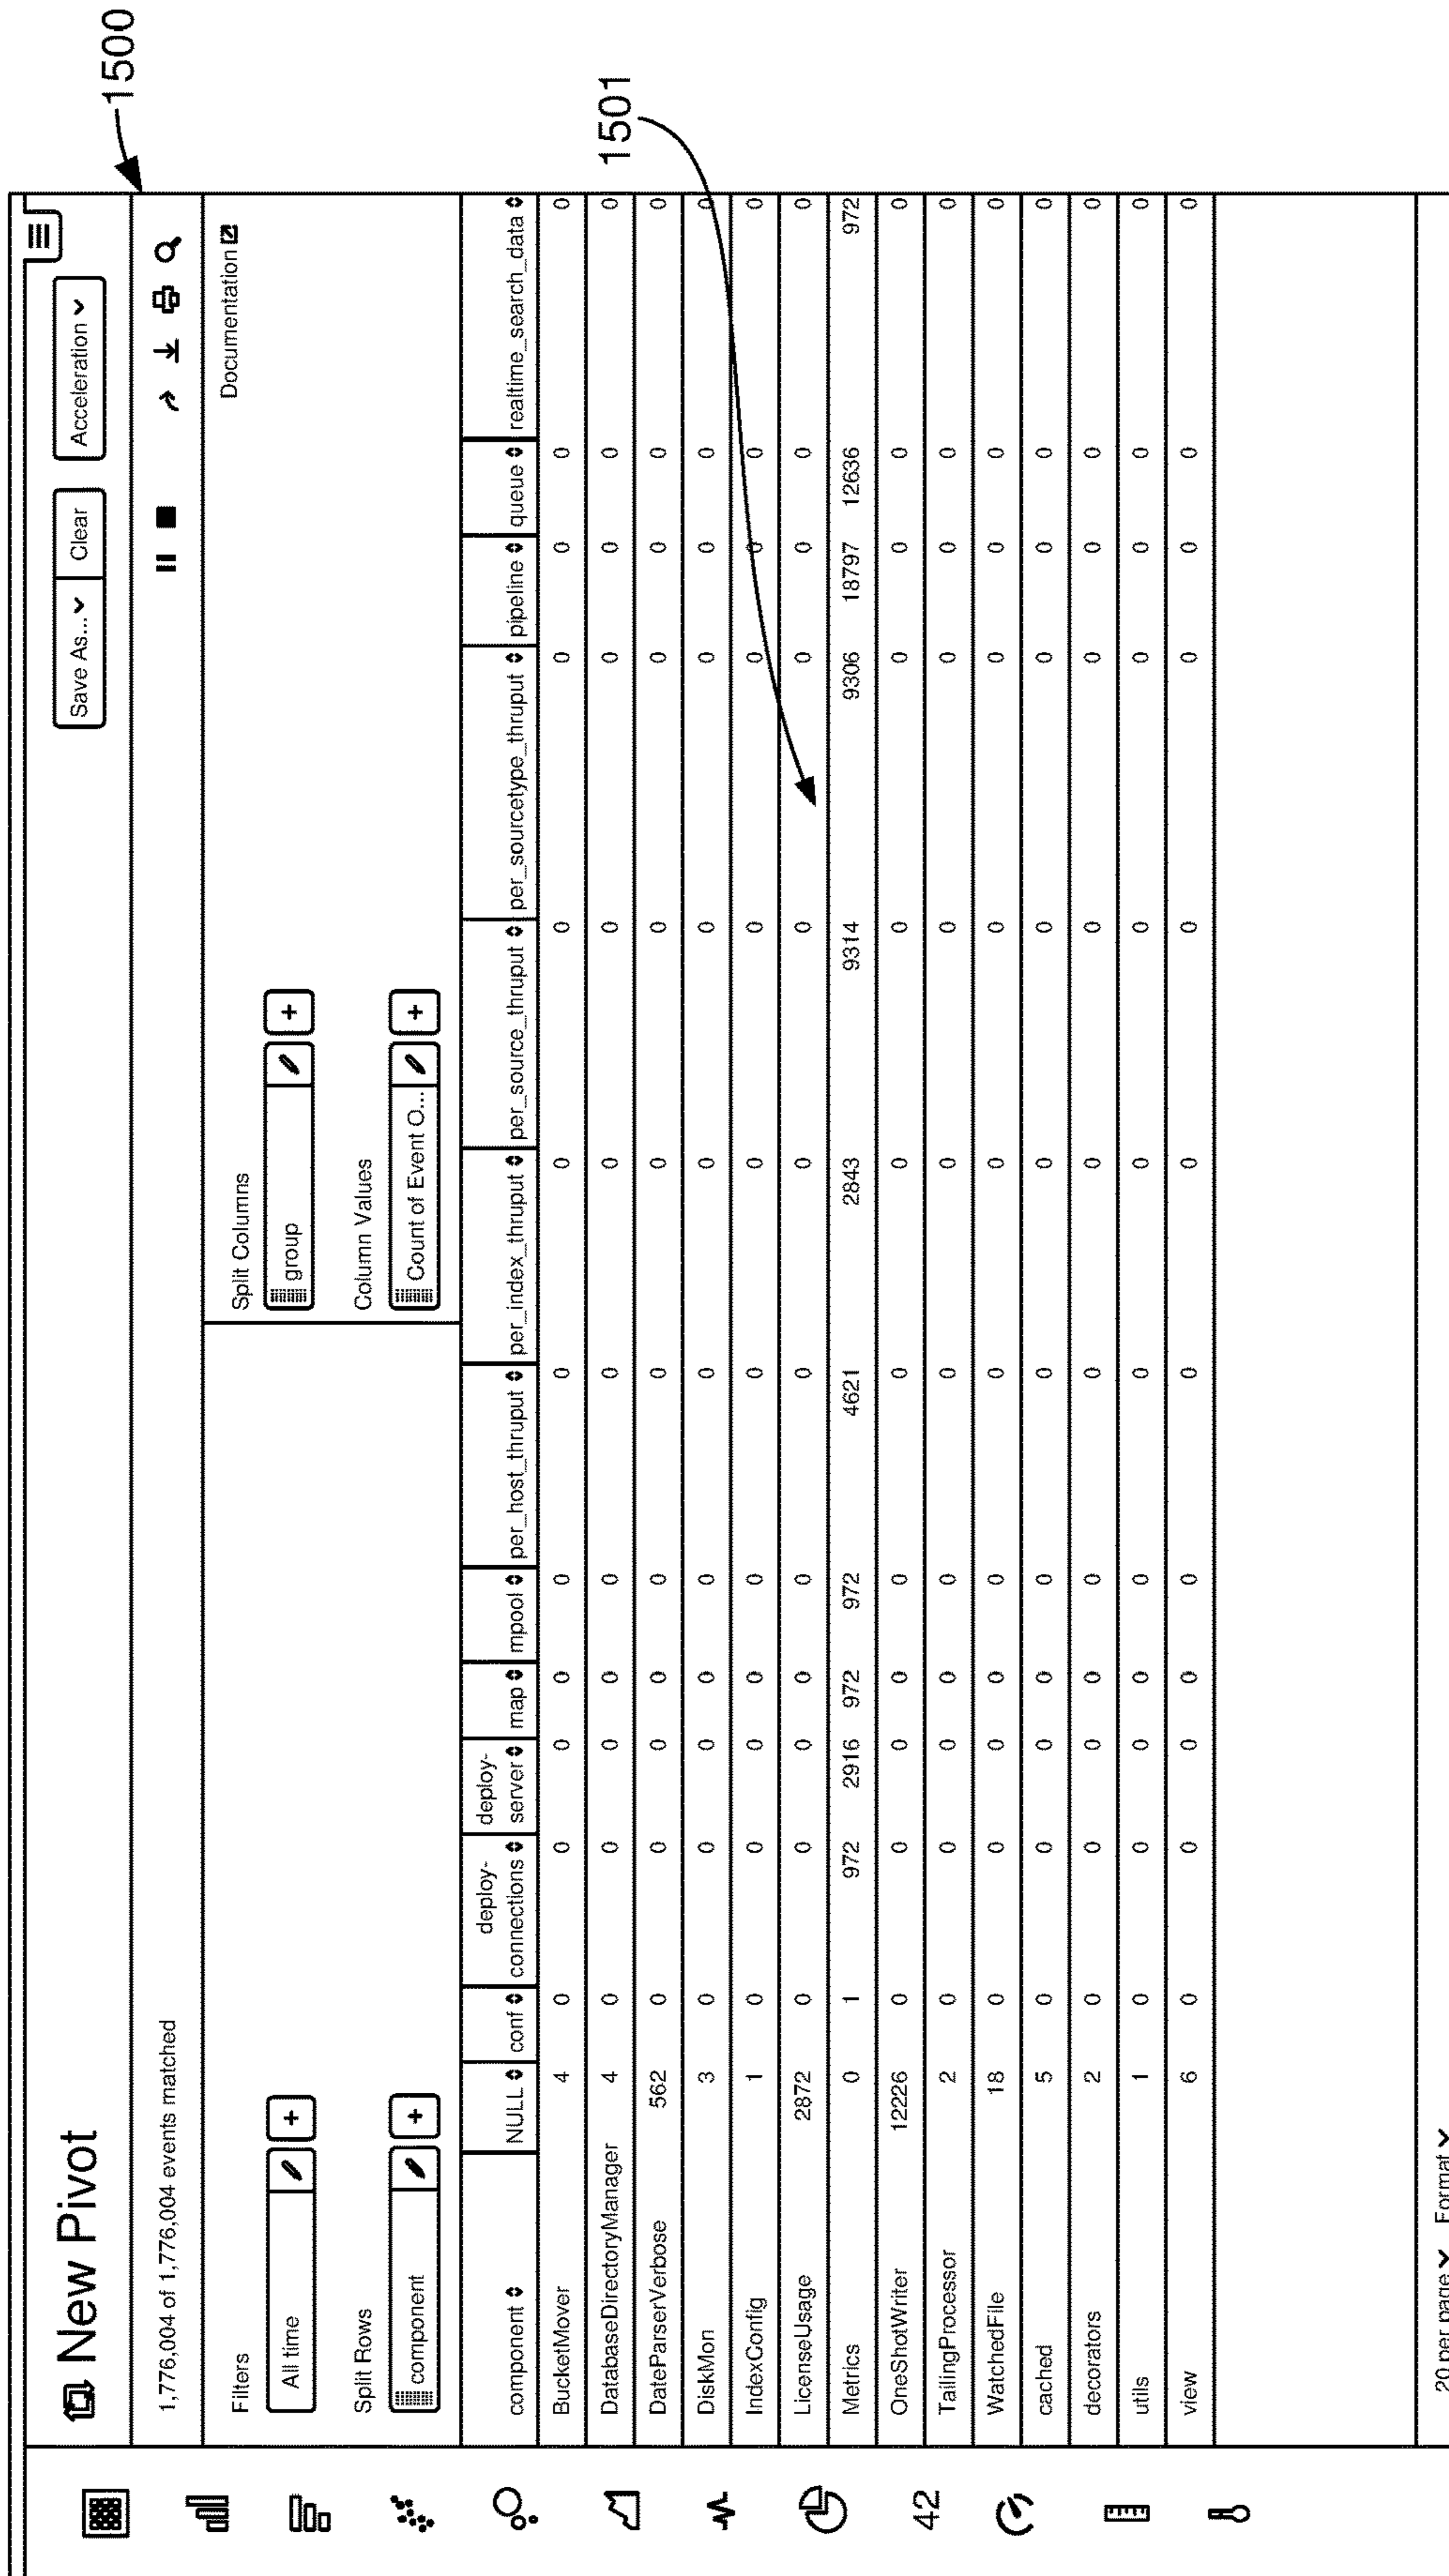 1500
New Pivot
Save As... Clear Acceleration
1,776,004 of 1,776,004 events matched
Filters Split Columns Documentation
All time + group +
Split Rows Column Values
component + Count of Event O... +
component NULL conf deploy-connections deploy-server map mpool per_host_thruput per_index_thruput per_source_thruput per_sourcetype_thruput pipeline queue realtime_search_data
BucketMover 4 0 0 0 0 0 0 0 0 0 0 0 0
DatabaseDirectoryManager 4 0 0 0 0 0 0 0 0 0 0 0 0
DateParserVerbose 562 0 0 0 0 0 0 0 0 0 0 0 0
DiskMon 3 0 0 0 0 0 0 0 0 0 0 0 0
IndexConfig 1 0 0 0 0 0 0 0 0 0 0 0 0
LicenseUsage 2872 0 0 0 0 0 0 0 0 0 0 0 0
Metrics 0 1 972 2916 972 972 4621 2843 9314 9306 18797 12636 972
OneShotWriter 12226 0 0 0 0 0 0 0 0 0 0 0 0
TailingProcessor 2 0 0 0 0 0 0 0 0 0 0 0 0
WatchedFile 18 0 0 0 0 0 0 0 0 0 0 0 0
cached 5 0 0 0 0 0 0 0 0 0 0 0 0
decorators 2 0 0 0 0 0 0 0 0 0 0 0 0
utils 1 0 0 0 0 0 0 0 0 0 0 0 0
view 6 0 0 0 0 0 0 0 0 0 0 0 0
20 per page Format
42
1501